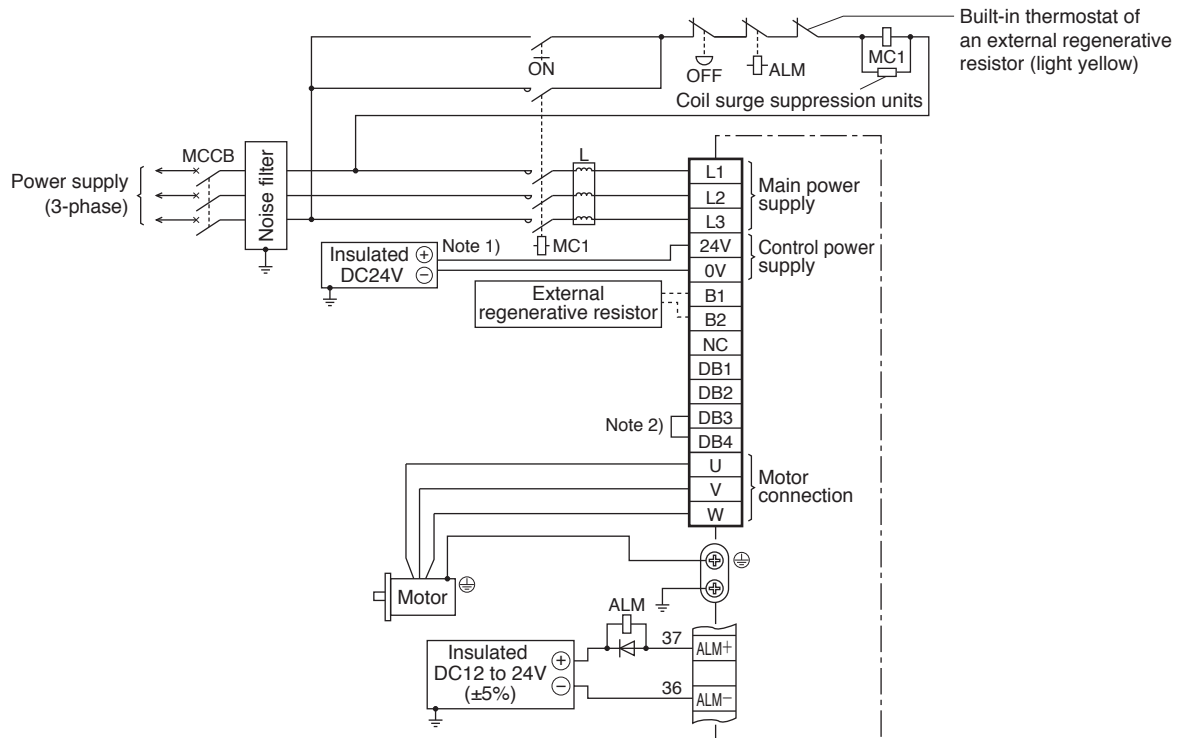 Built-in thermostat of
an external regenerative
resistor (light yellow)
ON
OFF
ALM
MC1
Coil surge suppression units
MCCB
Noise filter
L
Power supply
(3-phase)
L1
L2
L3
Main power
supply
MC1
Note 1)
Insulated
DC24V
+
−
24V
0V
Control power
supply
External
regenerative resistor
B1
B2
NC
DB1
DB2
Note 2)
DB3
DB4
U
V
W
Motor
connection
Motor
ALM
Insulated
DC12 to 24V
(±5%)
+
−
37
ALM+
36
ALM−